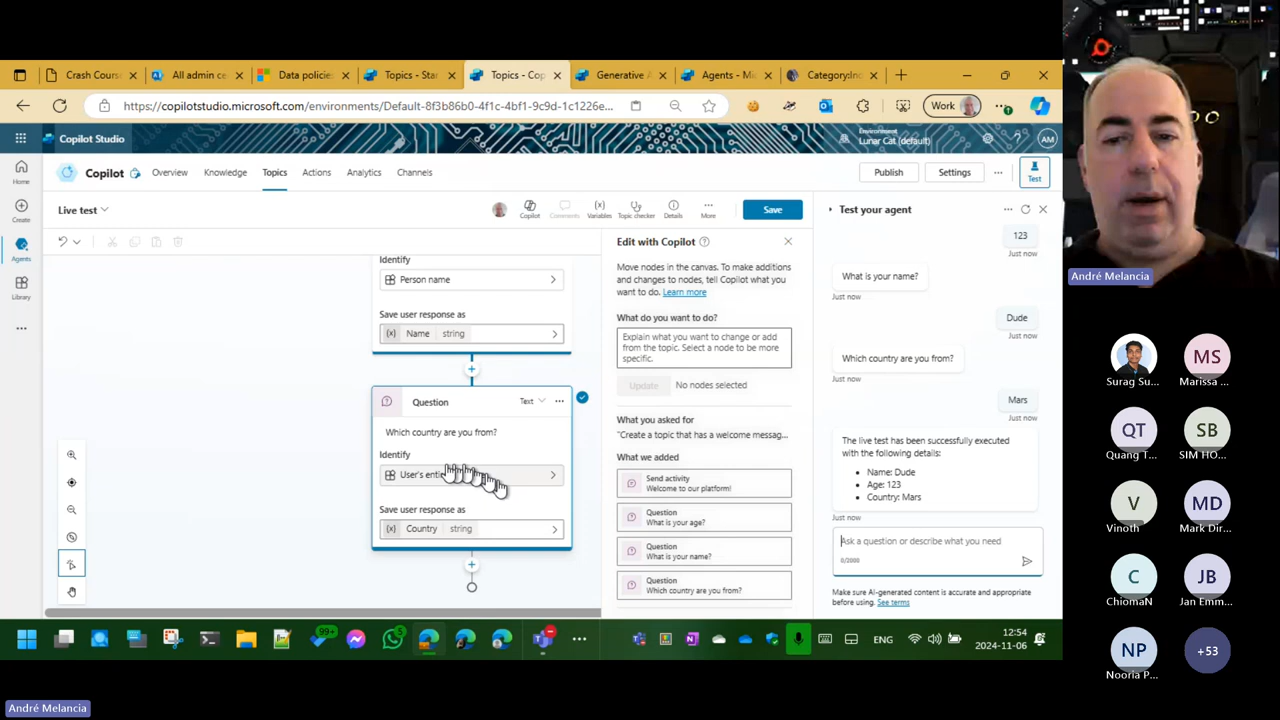 Crash Cours
All admin ce
Data policies
Topics - Star
Topics - Cop
Generative A
Agents - Mi
CategoryInc
https://copilotstudio.microsoft.com/environments/Default-8f3b86b0-4f1c-4bf1-9c9d-1c1226e...
Work
Copilot Studio
Environment
Lunar Cat (default)
AM
Home
Create
Agents
Library
Copilot
Overview
Knowledge
Topics
Actions
Analytics
Channels
Publish
Settings
Test
Live test
Copilot
Comments
Variables
Topic checker
Details
More
Save
Identify
Person name
Save user response as
{x} Name string
Question
Text
Which country are you from?
Identify
User's enti
Save user response as
{x} Country string
Edit with Copilot
Move nodes in the canvas. To make additions
and changes to nodes, tell Copilot what you
want to do. Learn more
What do you want to do?
Explain what you want to change or add
from the topic. Select a node to be more
specific.
Update
No nodes selected
What you asked for
"Create a topic that has a welcome messag...
What we added
Send activity
Welcome to our platform!
Question
What is your age?
Question
What is your name?
Question
Which country are you from?
Test your agent
123
Just now
What is your name?
Just now
Dude
Just now
Which country are you from?
Just now
Mars
Just now
The live test has been successfully executed
with the following details:
• Name: Dude
• Age: 123
• Country: Mars
Just now
Ask a question or describe what you need
0/2000
Make sure AI-generated content is accurate and appropriate
before using. See terms
99+
5
ENG
12:54
2024-11-06
André Melancia
Surag Su...
MS
Marissa ...
QT
Quang T...
SB
SIM HO...
V
Vinoth
MD
Mark Dir...
C
ChiomaN
JB
Jan Emm...
NP
Nooria P...
+53
André Melancia